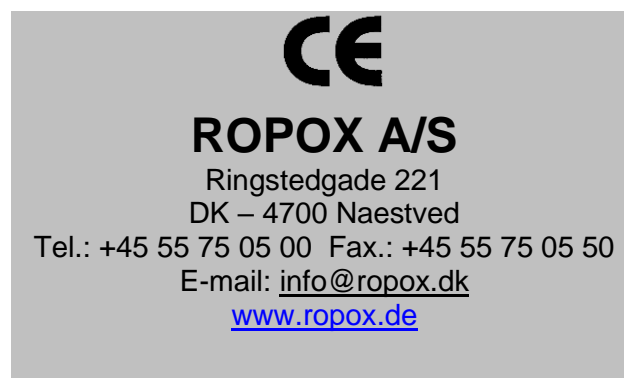 CE
ROPOX A/S
Ringstedgade 221
DK – 4700 Naestved
Tel.: +45 55 75 05 00  Fax.: +45 55 75 05 50
E-mail: info@ropox.dk
www.ropox.de